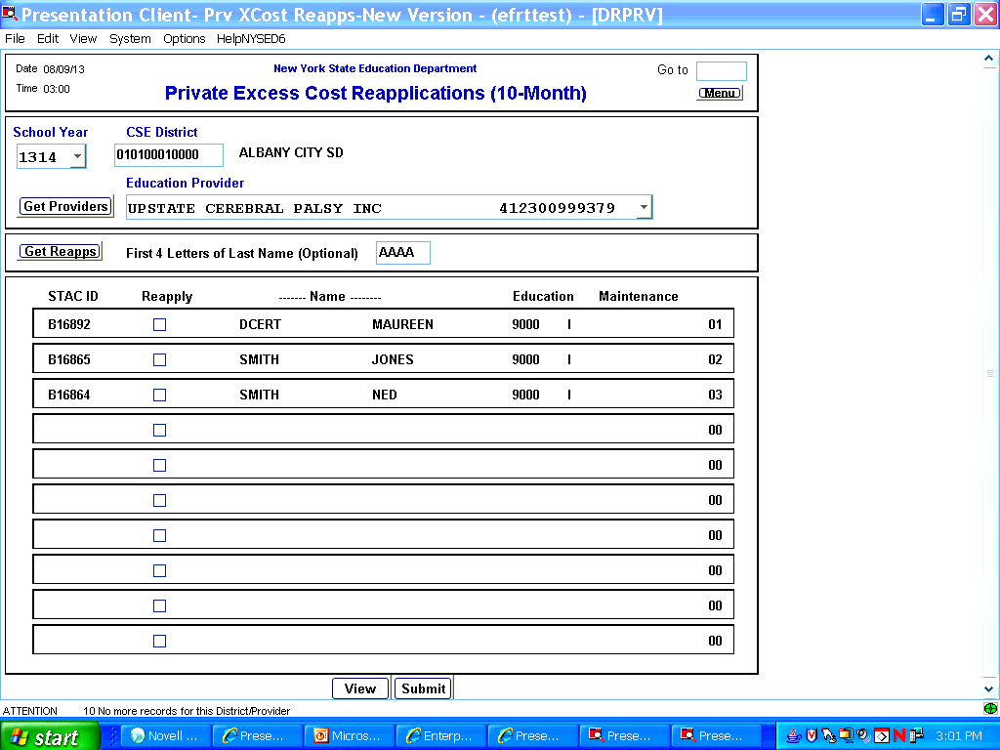 Presentation Client- Prv XCost Reapps-New Version - (efrttest) - [DRPRV]
File Edit View System Options HelpNYSED6
Date 08/09/13 New York State Education Department Go to
Time 03:00 Private Excess Cost Reapplications (10-Month) Menu
School Year CSE District
1314 010100010000 ALBANY CITY SD
Education Provider
Get Providers UPSTATE CEREBRAL PALSY INC 412300999379
Get Reapps First 4 Letters of Last Name (Optional) AAAA
STAC ID Reapply ------- Name -------- Education Maintenance
B16892 DCERT MAUREEN 9000 I 01
B16865 SMITH JONES 9000 I 02
B16864 SMITH NED 9000 I 03
00
00
00
00
00
00
00
View Submit
ATTENTION 10 No more records for this District/Provider
start Novell ... Prese... Micros... Enterp... Prese... Prese... Prese... 3:01 PM